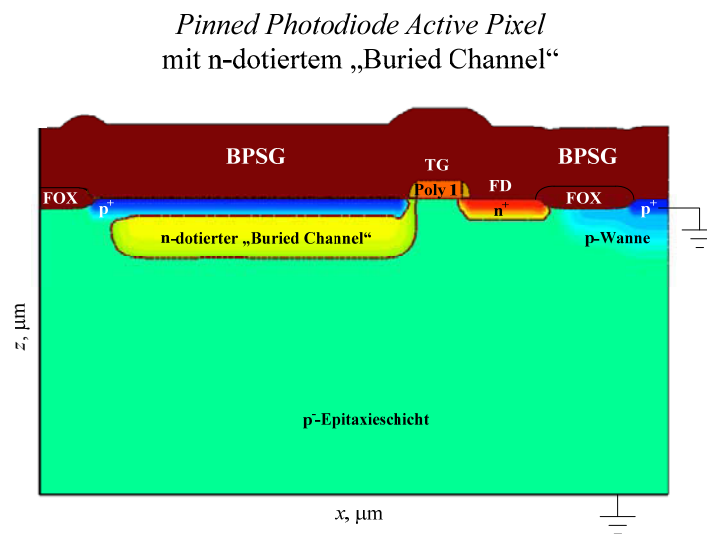 Pinned Photodiode Active Pixel
mit n-dotiertem „Buried Channel“
BPSG
TG
BPSG
FOX
Poly 1
FD
FOX
p+
n+
p+
n-dotierter „Buried Channel“
p-Wanne
z, µm
p⁻-Epitaxieschicht
x, µm